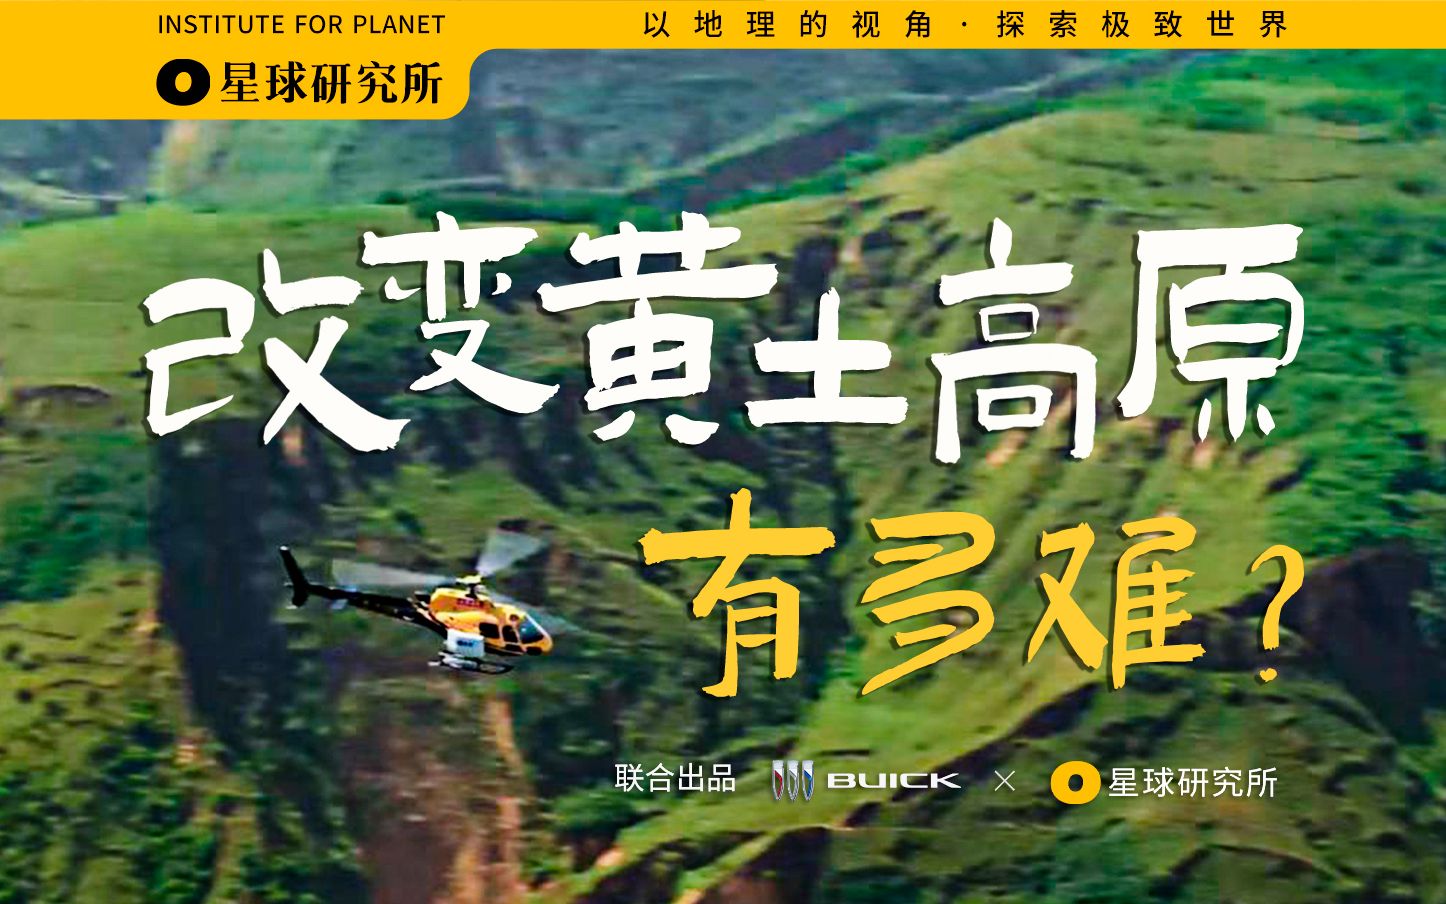 INSTITUTE FOR PLANET
以地理的视角·探索极致世界
星球研究所
改变黄土高原
有多难?
联合出品 BUICK × 星球研究所